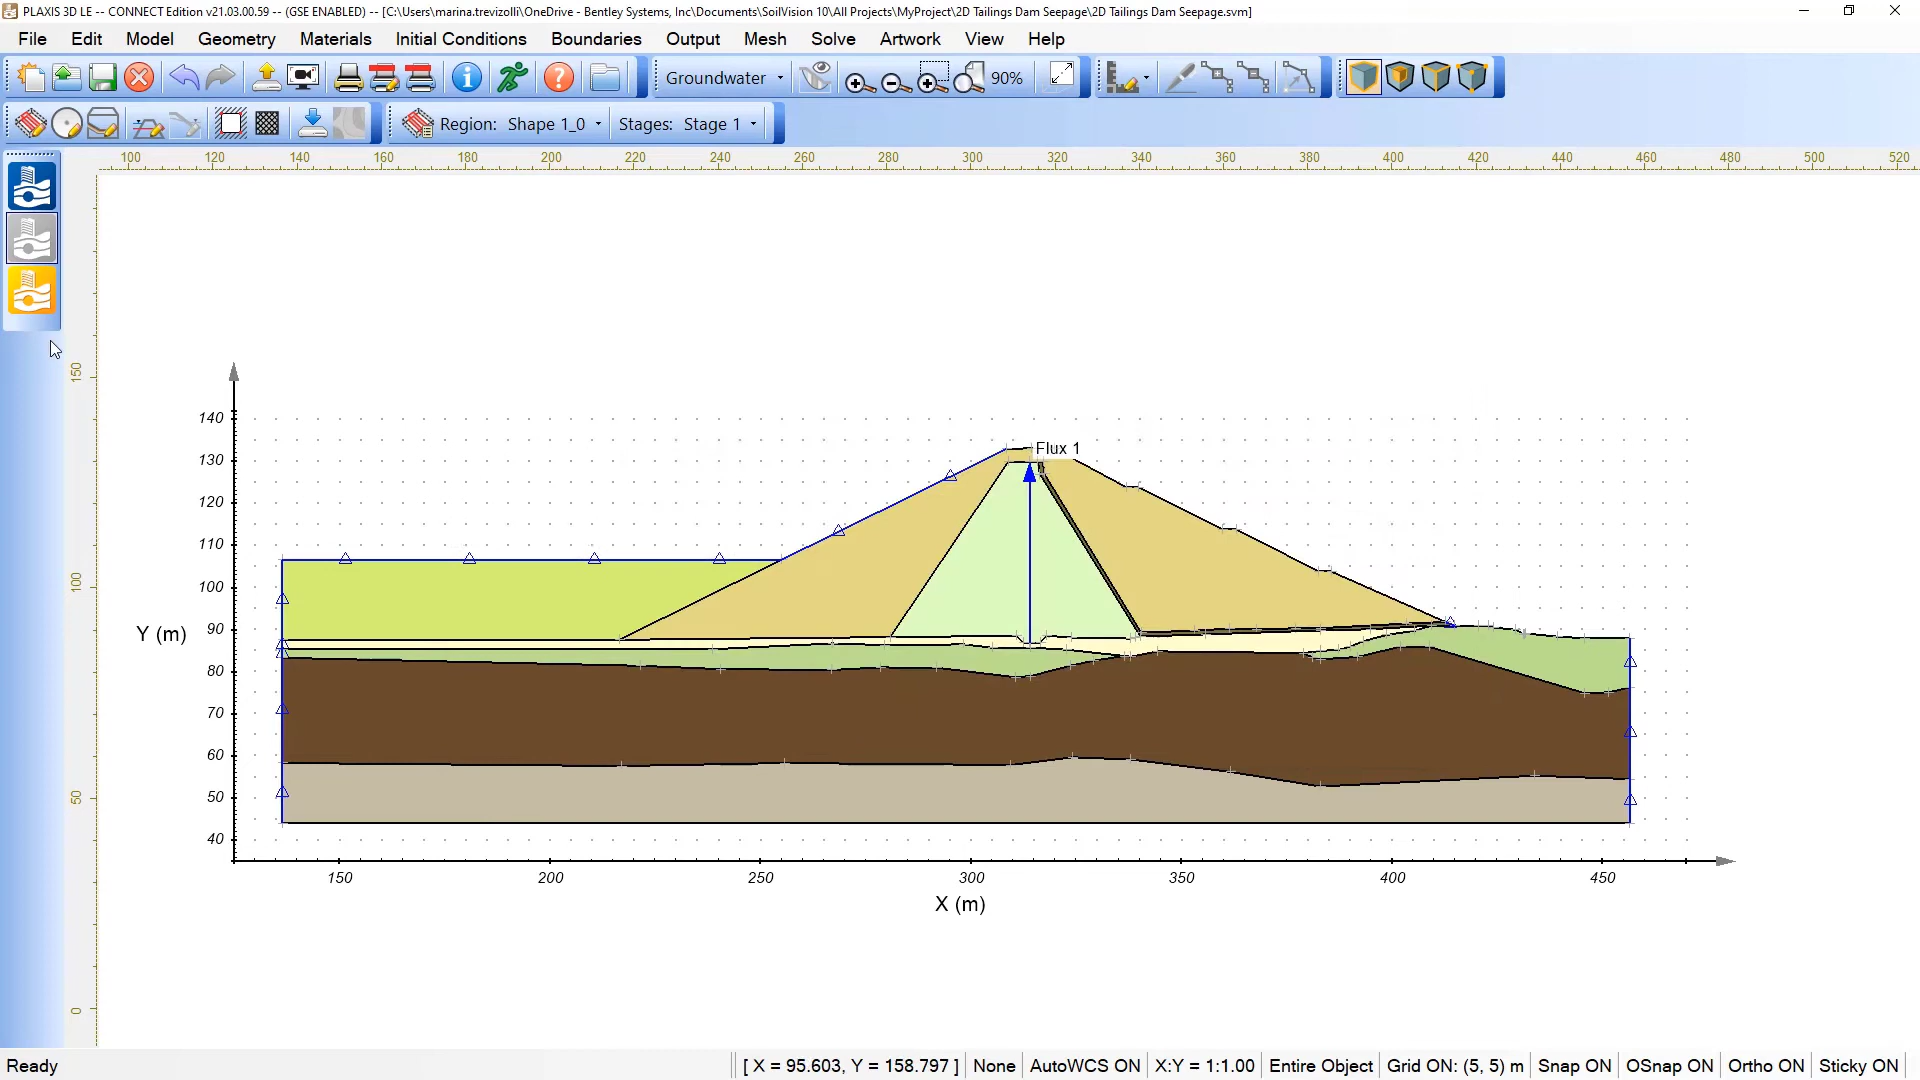 PLAXIS 3D LE -- CONNECT Edition v21.03.00.59 -- (GSE ENABLED) -- [C:\Users\marina.trevizolli\OneDrive - Bentley Systems, Inc\Documents\SoilVision 10\All Projects\MyProject\2D Tailings Dam Seepage\2D Tailings Dam Seepage.svm]
File Edit Model Geometry Materials Initial Conditions Boundaries Output Mesh Solve Artwork View Help
Groundwater 90%
Region: Shape 1_0 Stages: Stage 1
100 120 140 160 180 200 220 240 260 280 300 320 340 360 380 400 420 440 460 480 500 520
150
100
50
0
140
130
120
110
100
90
80
70
60
50
40
Y (m)
Flux 1
150 200 250 300 350 400 450
X (m)
Ready [ X = 95.603, Y = 158.797 ] None AutoWCS ON X:Y = 1:1.00 Entire Object Grid ON: (5, 5) m Snap ON OSnap ON Ortho ON Sticky ON